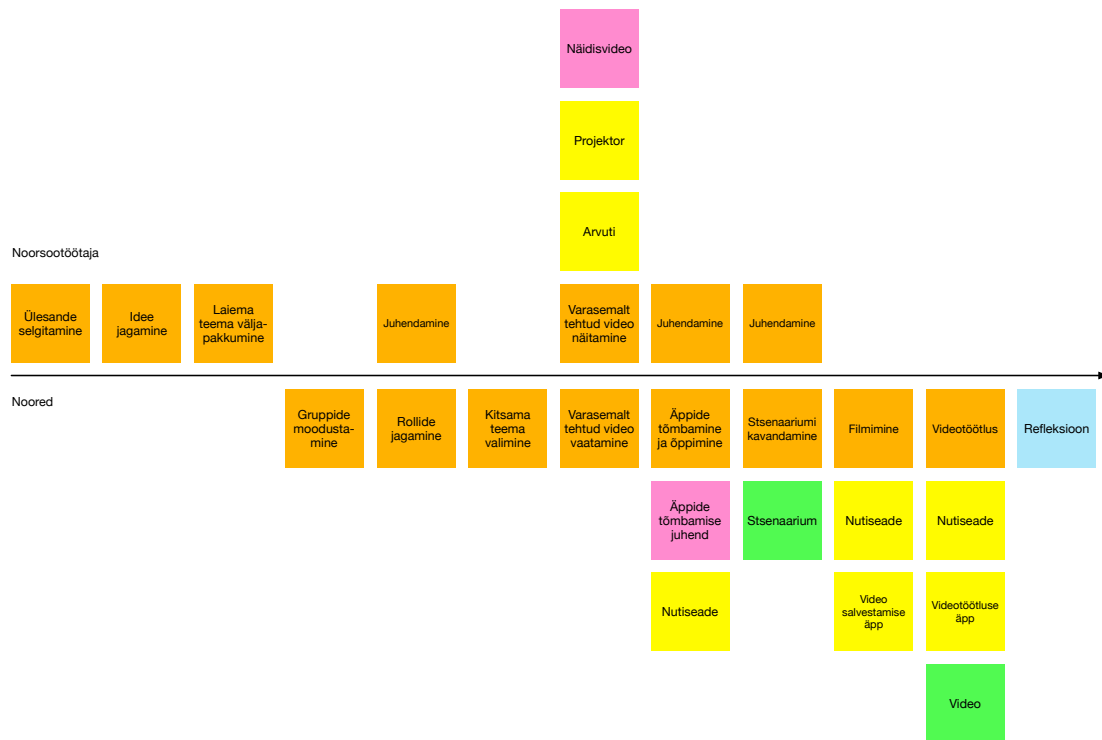 Näidisvideo
Projektor
Arvuti
Noorsootöötaja
Ülesande
selgitamine
Idee
jagamine
Laiema
teema välja-
pakkumine
Juhendamine
Varasemalt
tehtud video
näitamine
Juhendamine
Juhendamine
Noored
Gruppide
moodusta-
mine
Rollide
jagamine
Kitsama
teema
valimine
Varasemalt
tehtud video
vaatamine
Äppide
tõmbamine
ja õppimine
Stsenaariumi
kavandamine
Filmimine
Videotöötlus
Refleksioon
Äppide
tõmbamise
juhend
Stsenaarium
Nutiseade
Nutiseade
Nutiseade
Video
salvestamise
äpp
Videotöötluse
äpp
Video